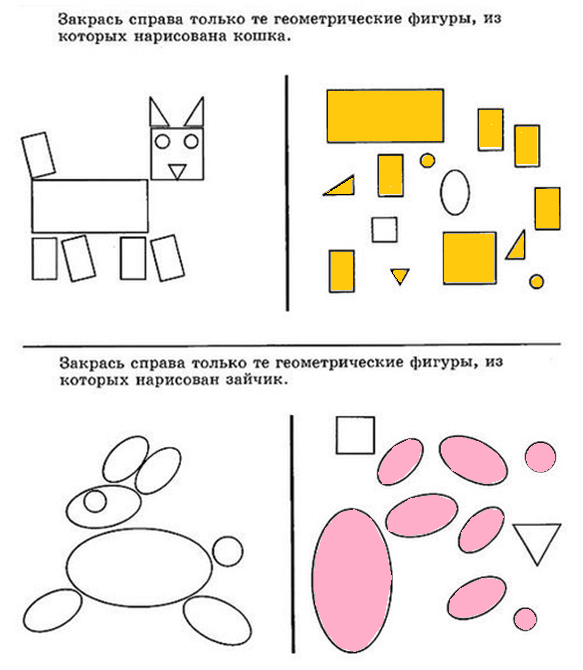 Закрась справа только те геометрические фигуры, из
которых нарисована кошка.
Закрась справа только те геометрические фигуры, из
которых нарисован зайчик.